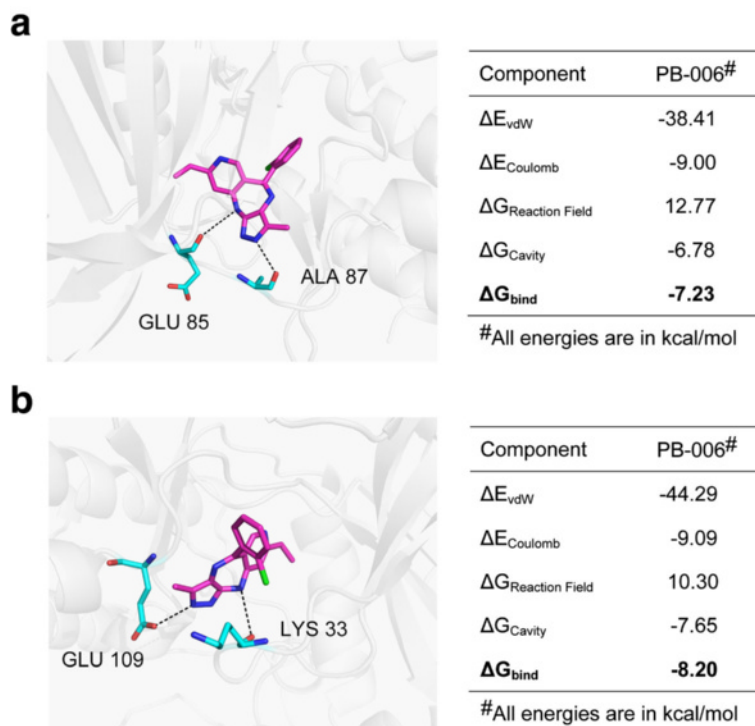 a
GLU 85
ALA 87
Component PB-006#
ΔEvdW -38.41
ΔECoulomb -9.00
ΔGReaction Field 12.77
ΔGCavity -6.78
ΔGbind -7.23
#All energies are in kcal/mol
b
GLU 109
LYS 33
Component PB-006#
ΔEvdW -44.29
ΔECoulomb -9.09
ΔGReaction Field 10.30
ΔGCavity -7.65
ΔGbind -8.20
#All energies are in kcal/mol